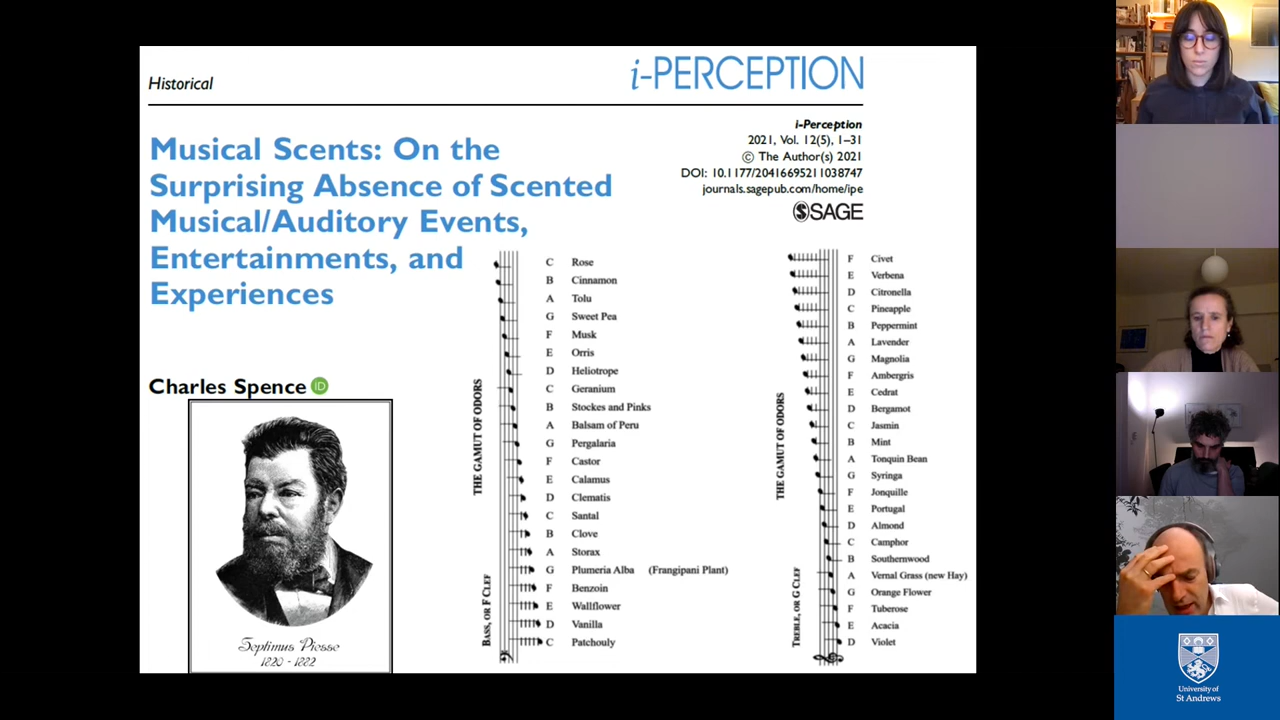 Historical
i-PERCEPTION
i-Perception
2021, Vol. 12(5), 1–31
© The Author(s) 2021
DOI: 10.1177/20416695211038747
journals.sagepub.com/home/ipe
SAGE
Musical Scents: On the
Surprising Absence of Scented
Musical/Auditory Events,
Entertainments, and
Experiences
Charles Spence iD
Septimus Piesse
1820 - 1882
THE GAMUT OF ODORS
BASS, OR F CLEF
C Rose
B Cinnamon
A Tolu
G Sweet Pea
F Musk
E Orris
D Heliotrope
C Geranium
B Stockes and Pinks
A Balsam of Peru
G Pergalaria
F Castor
E Calamus
D Clematis
C Santal
B Clove
A Storax
G Plumeria Alba (Frangipani Plant)
F Benzoin
E Wallflower
D Vanilla
C Patchouly
THE GAMUT OF ODORS
TREBLE, OR G CLEF
F Civet
E Verbena
D Citronella
C Pineapple
B Peppermint
A Lavender
G Magnolia
F Ambergris
E Cedrat
D Bergamot
C Jasmin
B Mint
A Tonquin Bean
G Syringa
F Jonquille
E Portugal
D Almond
C Camphor
B Southernwood
A Vernal Grass (new Hay)
G Orange Flower
F Tuberose
E Acacia
D Violet
University of
St Andrews